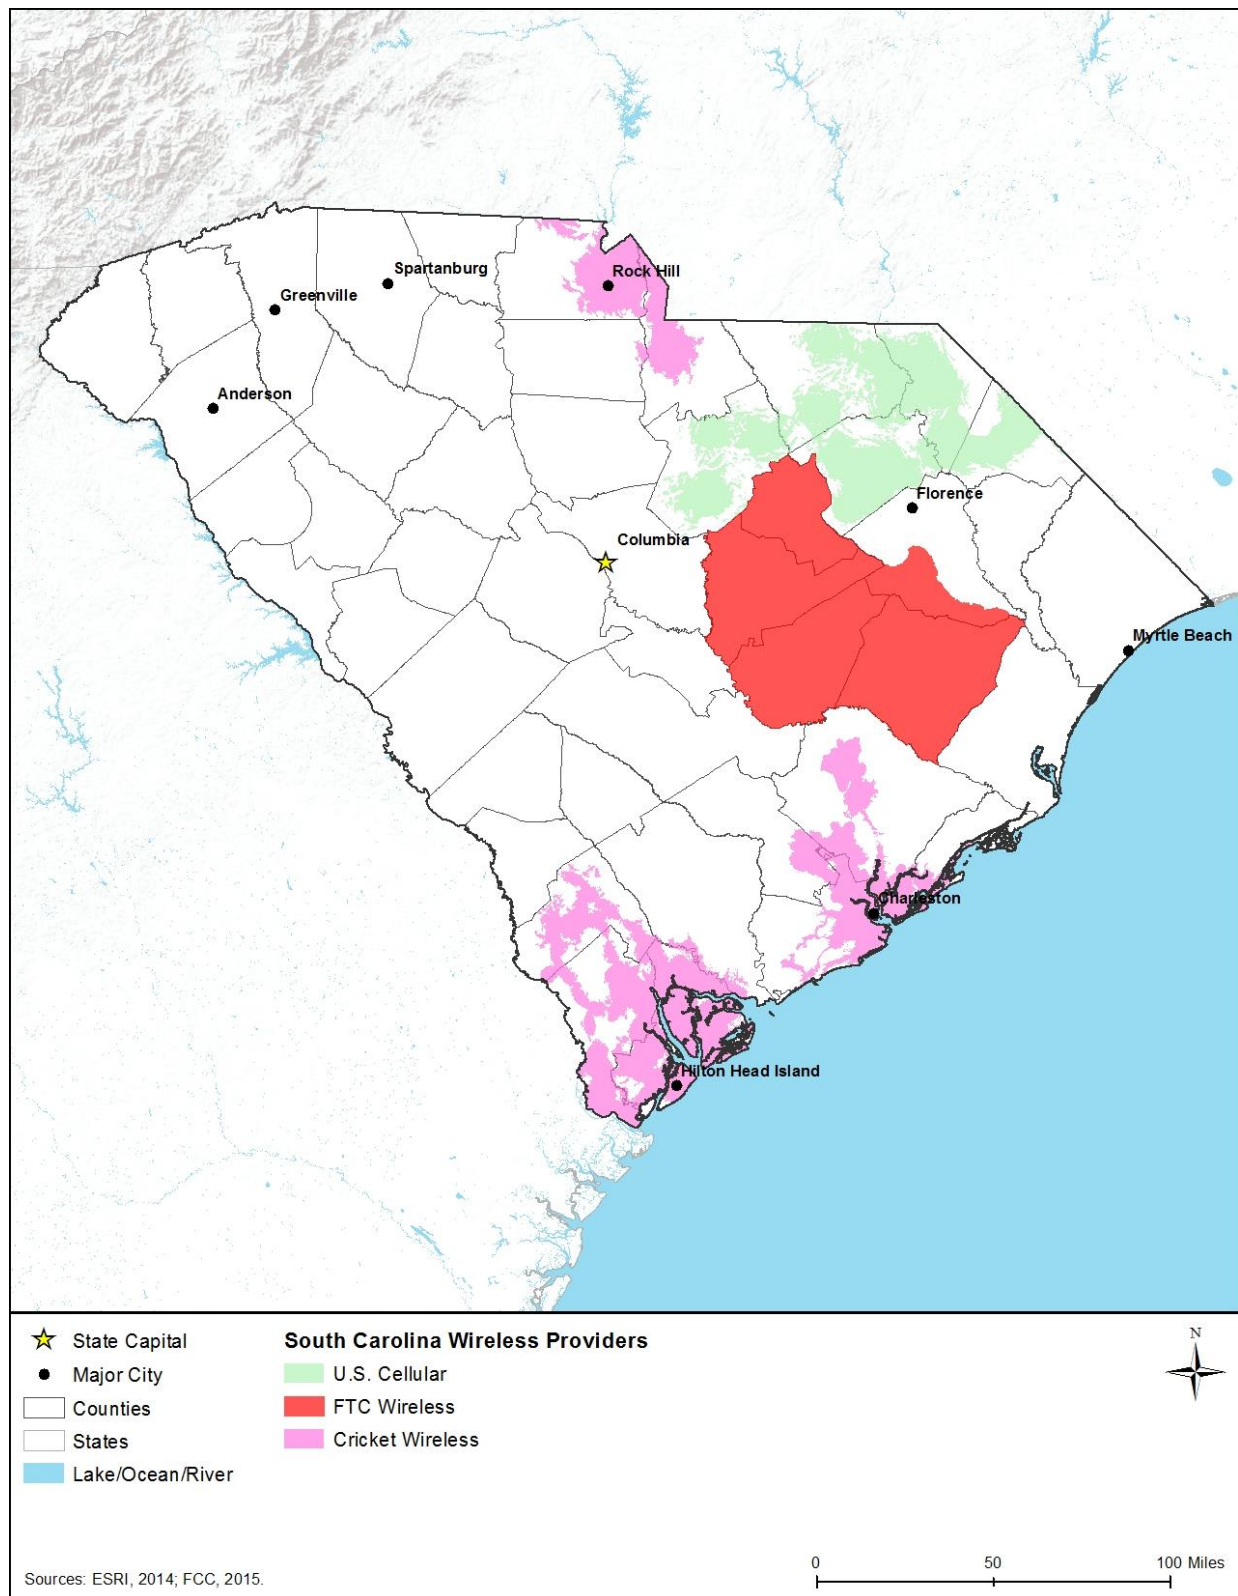 Spartanburg
Rock Hill
Greenville
Anderson
Florence
Columbia
Myrtle Beach
Charleston
Hilton Head Island
State Capital
Major City
Counties
States
Lake/Ocean/River
South Carolina Wireless Providers
U.S. Cellular
FTC Wireless
Cricket Wireless
N
0 50 100 Miles
Sources: ESRI, 2014; FCC, 2015.